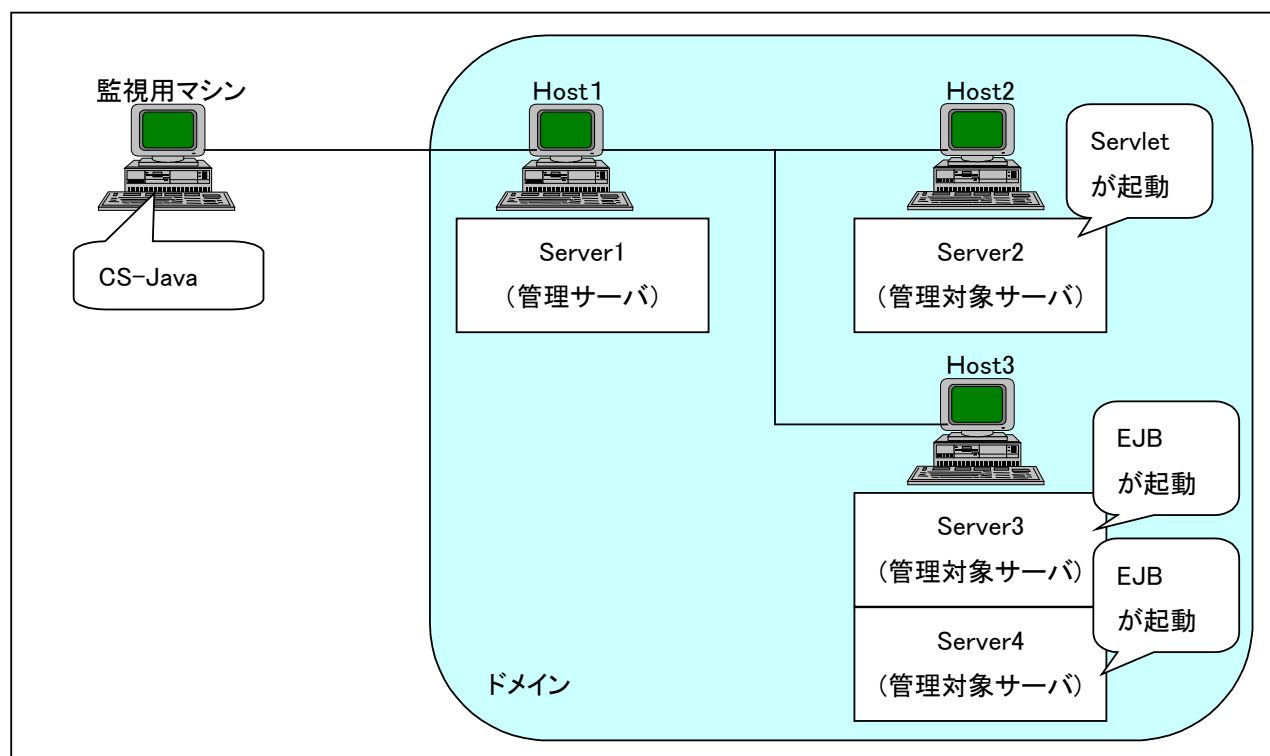 監視用マシン
CS-Java
Host1
Server1
(管理サーバ)
Host2
Servlet
が起動
Server2
(管理対象サーバ)
Host3
EJB
が起動
Server3
(管理対象サーバ)
EJB
が起動
Server4
(管理対象サーバ)
ドメイン